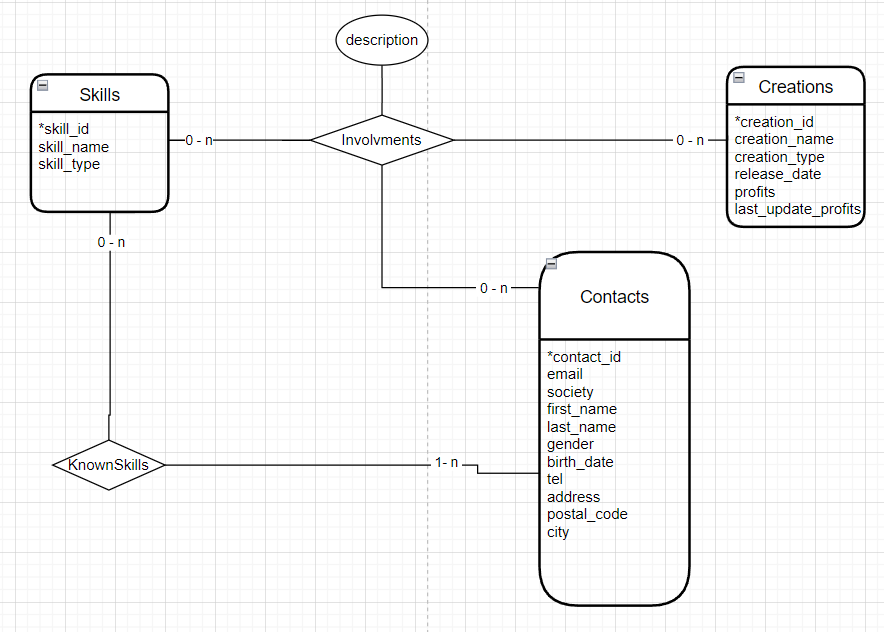 description
Skills
*skill_id
skill_name
skill_type
0 - n
Involvments
0 - n
Creations
*creation_id
creation_name
creation_type
release_date
profits
last_update_profits
0 - n
0 - n
Contacts
*contact_id
email
society
first_name
last_name
gender
birth_date
tel
address
postal_code
city
KnownSkills
1- n